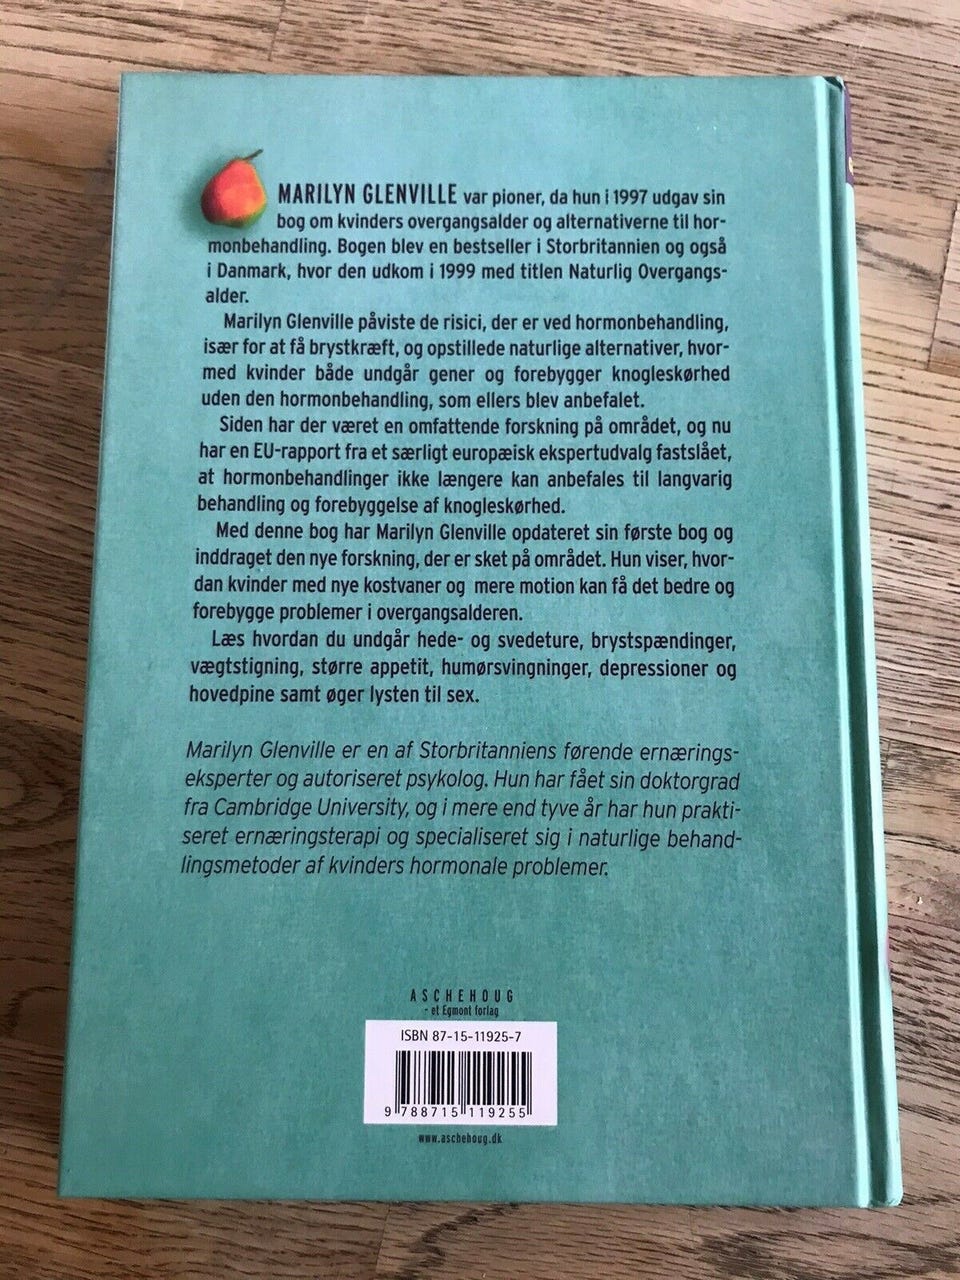 MARILYN GLENVILLE var pioner, da hun i 1997 udgav sin
bog om kvinders overgangsalder og alternativerne til hor-
monbehandling. Bogen blev en bestseller i Storbritannien og også
i Danmark, hvor den udkom i 1999 med titlen Naturlig Overgangs-
alder.
Marilyn Glenville påviste de risici, der er ved hormonbehandling,
især for at få brystkræft, og opstillede naturlige alternativer, hvor-
med kvinder både undgår gener og forebygger knogleskørhed
uden den hormonbehandling, som ellers blev anbefalet.
Siden har der været en omfattende forskning på området, og nu
har en EU-rapport fra et særligt europæisk ekspertudvalg fastslået,
at hormonbehandlinger ikke længere kan anbefales til langvarig
behandling og forebyggelse af knogleskørhed.
Med denne bog har Marilyn Glenville opdateret sin første bog og
inddraget den nye forskning, der er sket på området. Hun viser, hvor-
dan kvinder med nye kostvaner og mere motion kan få det bedre og
forebygge problemer i overgangsalderen.
Læs hvordan du undgår hede- og svedeture, brystspændinger,
vægtstigning, større appetit, humørsvingninger, depressioner og
hovedpine samt øger lysten til sex.
Marilyn Glenville er en af Storbritanniens førende ernærings-
eksperter og autoriseret psykolog. Hun har fået sin doktorgrad
fra Cambridge University, og i mere end tyve år har hun prakti-
seret ernæringsterapi og specialiseret sig i naturlige behand-
lingsmetoder af kvinders hormonale problemer.
ASCHEHOUG
- et Egmont forlag
ISBN 87-15-11925-7
9 788715 119255
www.aschehoug.dk